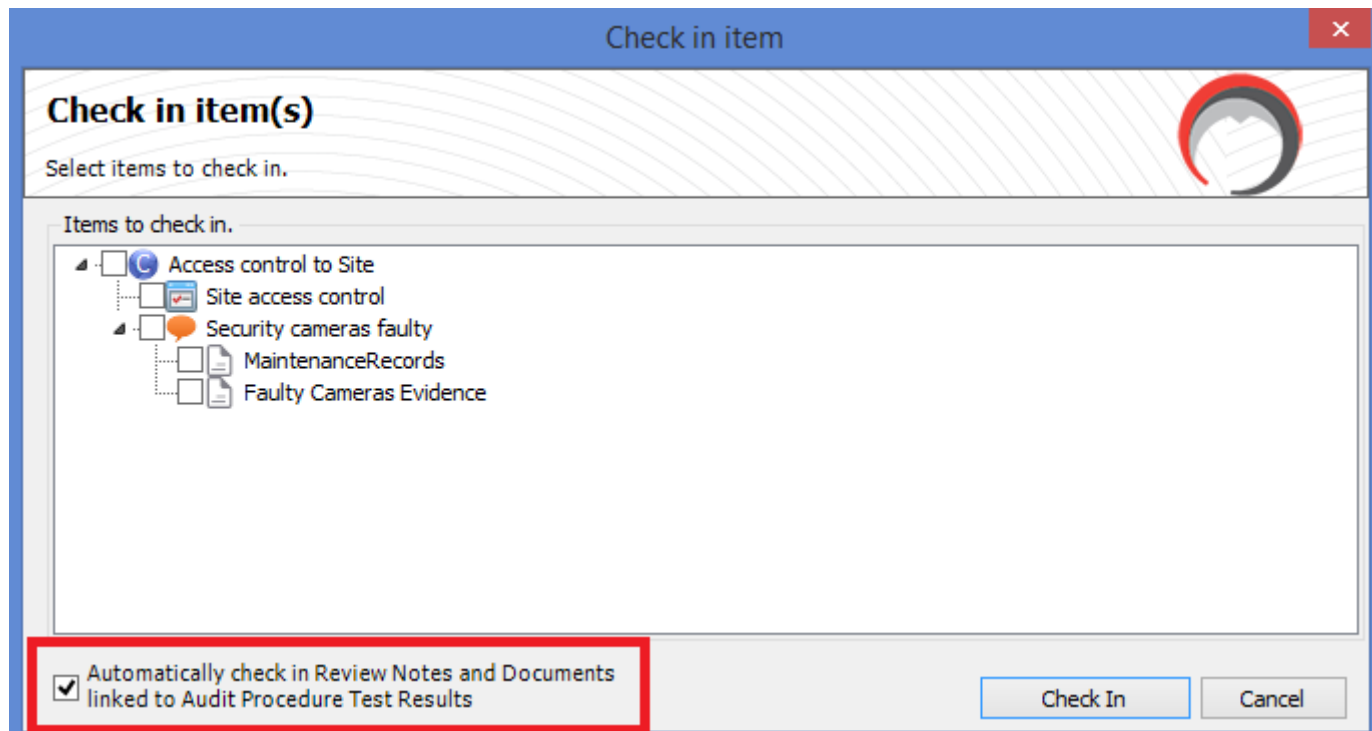 Check in item
Check in item(s)
Select items to check in.
Items to check in.
C Access control to Site
Site access control
Security cameras faulty
MaintenanceRecords
Faulty Cameras Evidence
Automatically check in Review Notes and Documents
linked to Audit Procedure Test Results
Check In Cancel